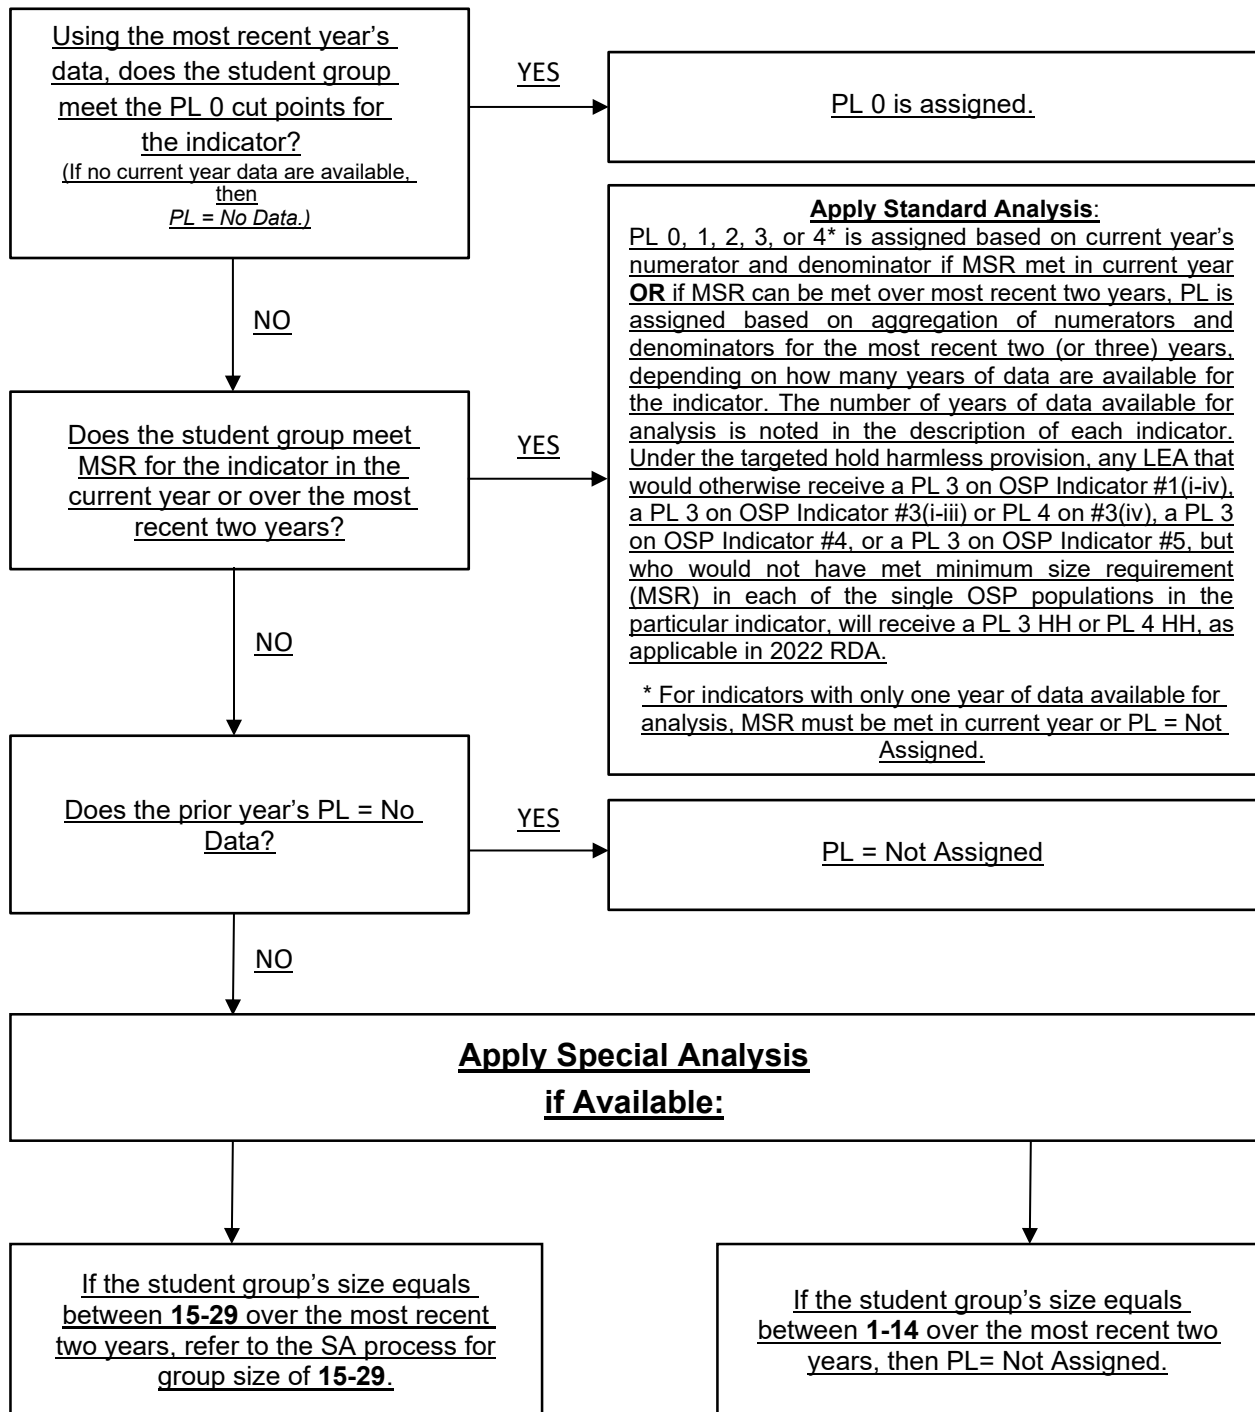 Using the most recent year’s
data, does the student group
meet the PL 0 cut points for
the indicator?
(If no current year data are available,
then
PL = No Data.)
YES
PL 0 is assigned.
NO
Does the student group meet
MSR for the indicator in the
current year or over the most
recent two years?
YES
Apply Standard Analysis:
PL 0, 1, 2, 3, or 4* is assigned based on current year’s
numerator and denominator if MSR met in current year
OR if MSR can be met over most recent two years, PL is
assigned based on aggregation of numerators and
denominators for the most recent two (or three) years,
depending on how many years of data are available for
the indicator. The number of years of data available for
analysis is noted in the description of each indicator.
Under the targeted hold harmless provision, any LEA that
would otherwise receive a PL 3 on OSP Indicator #1(i-iv),
a PL 3 on OSP Indicator #3(i-iii) or PL 4 on #3(iv), a PL 3
on OSP Indicator #4, or a PL 3 on OSP Indicator #5, but
who would not have met minimum size requirement
(MSR) in each of the single OSP populations in the
particular indicator, will receive a PL 3 HH or PL 4 HH, as
applicable in 2022 RDA.
* For indicators with only one year of data available for
analysis, MSR must be met in current year or PL = Not
Assigned.
NO
Does the prior year’s PL = No
Data?
YES
PL = Not Assigned
NO
Apply Special Analysis
if Available:
If the student group’s size equals
between 15-29 over the most recent
two years, refer to the SA process for
group size of 15-29.
If the student group’s size equals
between 1-14 over the most recent two
years, then PL= Not Assigned.